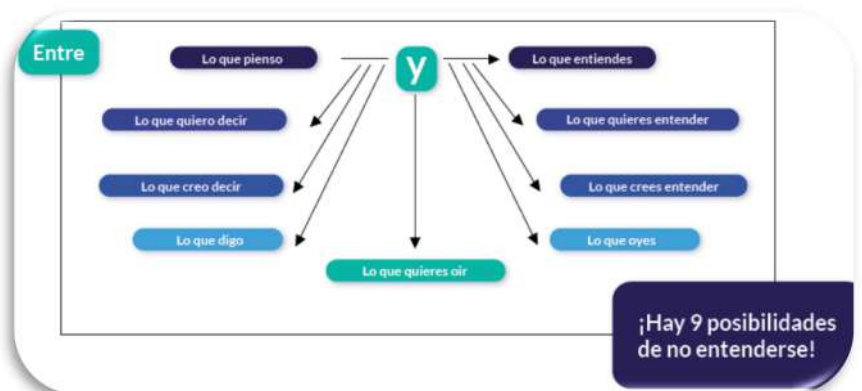 Entre
Lo que pienso
y
Lo que entiendes
Lo que quiero decir
Lo que quieres entender
Lo que creo decir
Lo que crees entender
Lo que digo
Lo que oyes
Lo que quieres oir
¡Hay 9 posibilidades
de no entenderse!